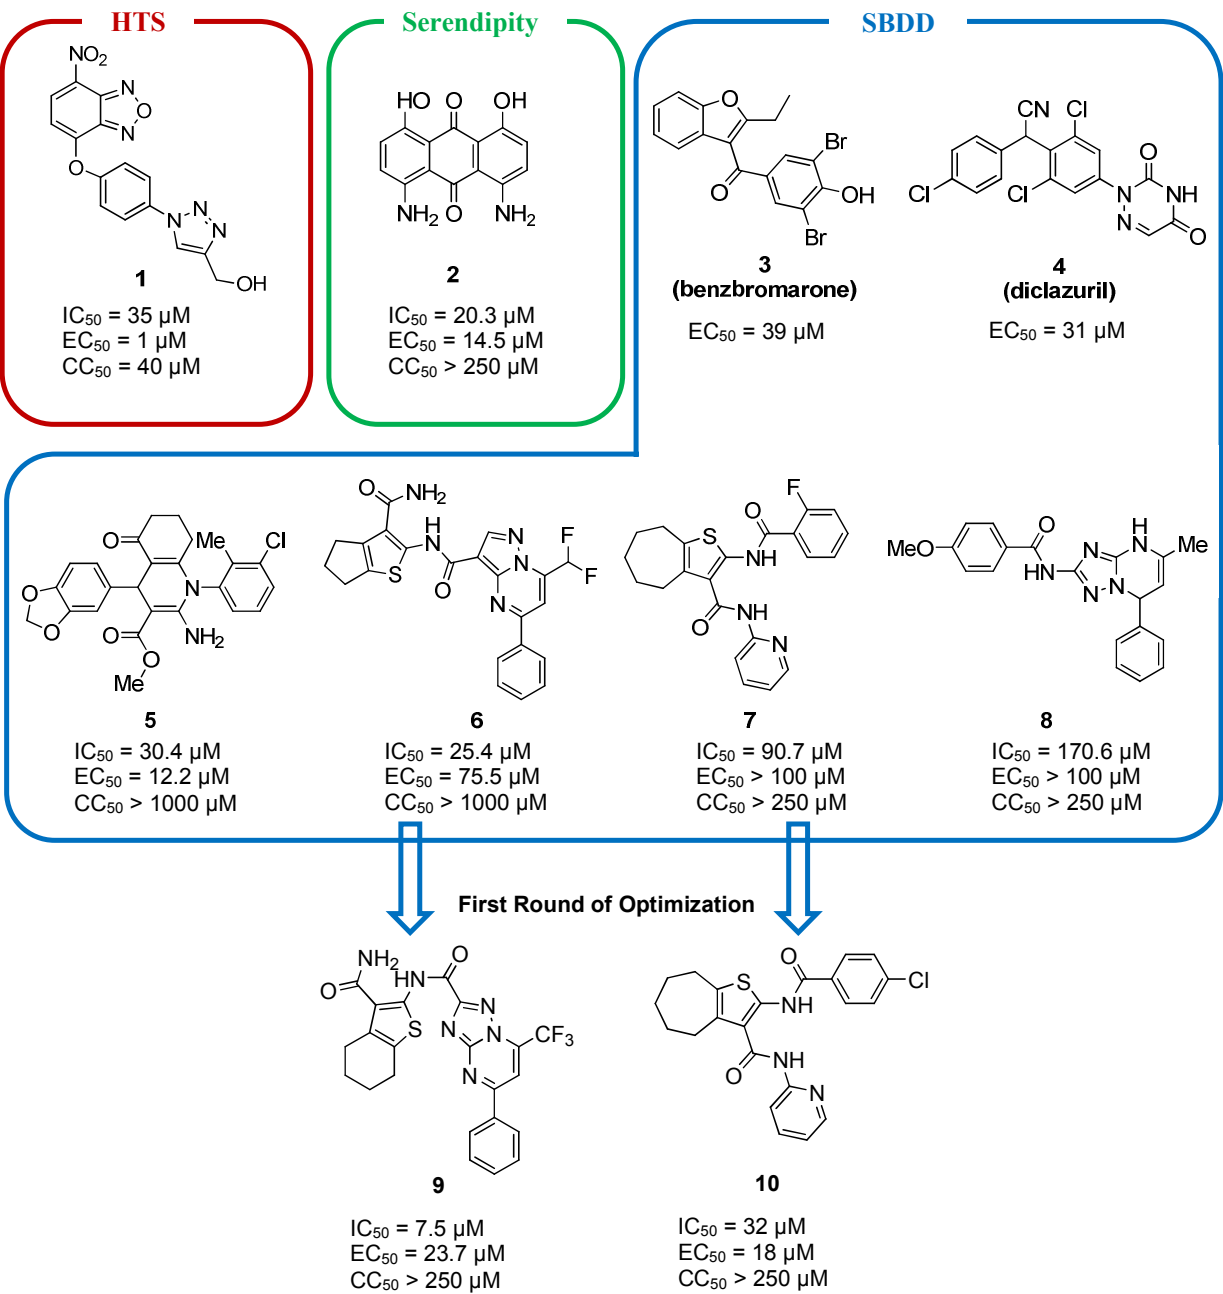 HTS
Serendipity
SBDD
NO2
N
O
N
O
N
N
N
OH
1
IC50 = 35 µM
EC50 = 1 µM
CC50 = 40 µM
HO O OH
NH2 O NH2
2
IC50 = 20.3 µM
EC50 = 14.5 µM
CC50 > 250 µM
O
Br
O
OH
Br
3
(benzbromarone)
EC50 = 39 µM
CN Cl
O
Cl Cl N NH
N
O
4
(diclazuril)
EC50 = 31 µM
O Me Cl
O
N
O
O NH2
O
Me
5
IC50 = 30.4 µM
EC50 = 12.2 µM
CC50 > 1000 µM
O NH2
H
N N
N F
S
O F
N
6
IC50 = 25.4 µM
EC50 = 75.5 µM
CC50 > 1000 µM
F
S O
NH
NH
O
N
7
IC50 = 90.7 µM
EC50 > 100 µM
CC50 > 250 µM
O H
N
MeO N Me
NH
N N
8
IC50 = 170.6 µM
EC50 > 100 µM
CC50 > 250 µM
First Round of Optimization
NH2 O
HN
O
N
S N N CF3
N
9
IC50 = 7.5 µM
EC50 = 23.7 µM
CC50 > 250 µM
O
S Cl
NH
NH
O
N
10
IC50 = 32 µM
EC50 = 18 µM
CC50 > 250 µM